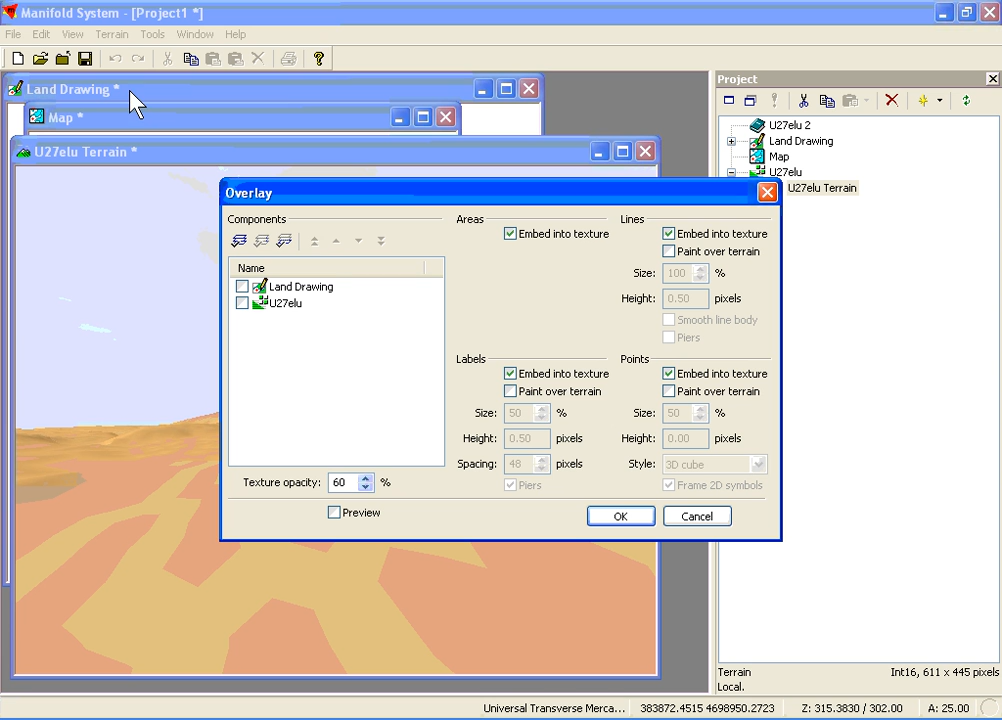 Manifold System - [Project1 *]
File Edit View Terrain Tools Window Help
Land Drawing *
Map *
U27elu Terrain *
Project
U27elu 2
Land Drawing
Map
U27elu
U27elu Terrain
Overlay
Components
Name
Land Drawing
U27elu
Texture opacity: 60 %
Preview
Areas
Embed into texture
Lines
Embed into texture
Paint over terrain
Size: 100 %
Height: 0.50 pixels
Smooth line body
Piers
Labels
Embed into texture
Paint over terrain
Size: 50 %
Height: 0.50 pixels
Spacing: 48 pixels
Piers
Points
Embed into texture
Paint over terrain
Size: 50 %
Height: 0.00 pixels
Style: 3D cube
Frame 2D symbols
OK Cancel
Terrain Int16, 611 x 445 pixels
Local.
Universal Transverse Merca... 383872.4515 4698950.2723 Z: 315.3830 / 302.00 A: 25.00